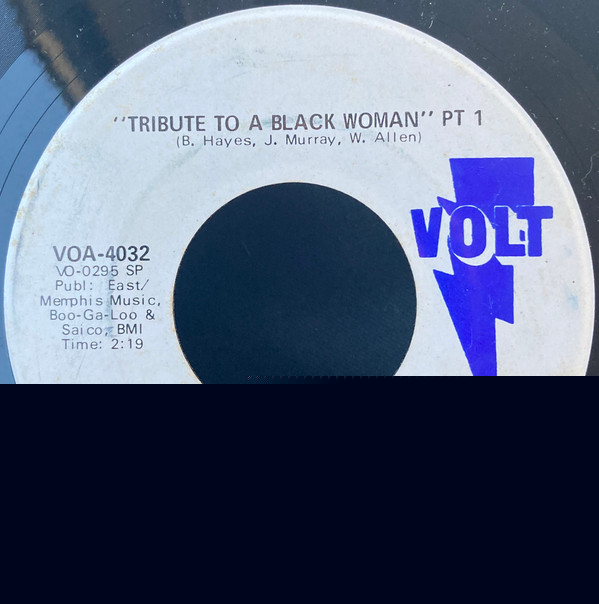 "TRIBUTE TO A BLACK WOMAN" PT 1
(B. Hayes, J. Murray, W. Allen)
VOLT
VOA-4032
VO-0295 SP
Publ: East/
Memphis Music,
Boo-Ga-Loo &
Saico, BMI
Time: 2:19